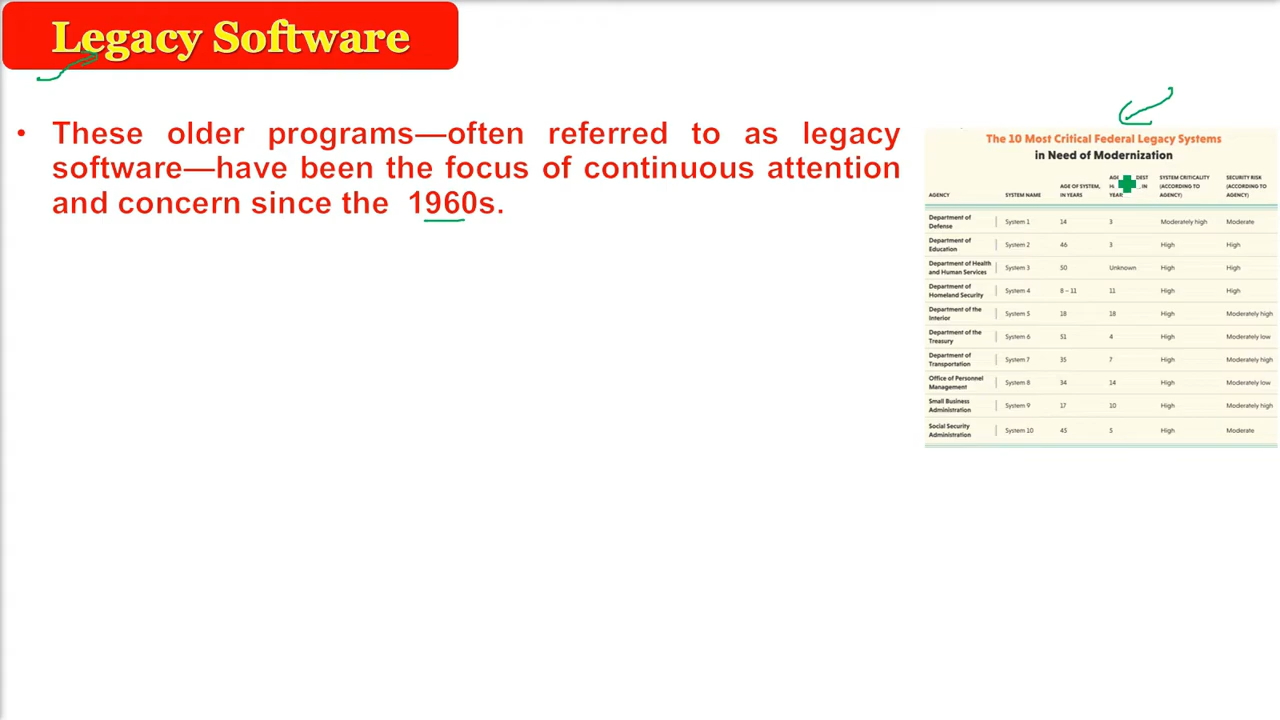 Legacy Software
• These older programs—often referred to as legacy
software—have been the focus of continuous attention
and concern since the 1960s.
The 10 Most Critical Federal Legacy Systems
in Need of Modernization
AGENCY SYSTEM NAME AGE OF SYSTEM, IN YEARS SYSTEM CRITICALITY (ACCORDING TO AGENCY) SECURITY RISK (ACCORDING TO AGENCY)
Department of Defense System 1 14 3 Moderately high Moderate
Department of Education System 2 46 3 High High
Department of Health and Human Services System 3 50 Unknown High High
Department of Homeland Security System 4 8 – 11 11 High High
Department of the Interior System 5 18 18 High Moderately high
Department of the Treasury System 6 51 4 High Moderately low
Department of Transportation System 7 35 7 High Moderately high
Office of Personnel Management System 8 34 14 High Moderately low
Small Business Administration System 9 17 10 High Moderately high
Social Security Administration System 10 45 5 High Moderate